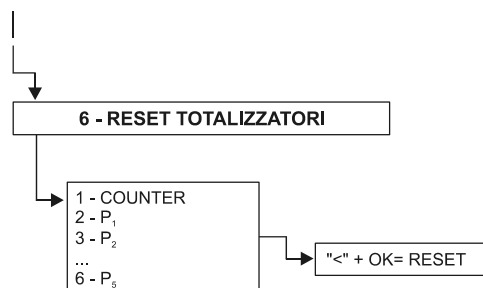 6 - RESET TOTALIZZATORI
1 - COUNTER
2 - P₁
3 - P₂
...
6 - P₅
"<" + OK= RESET